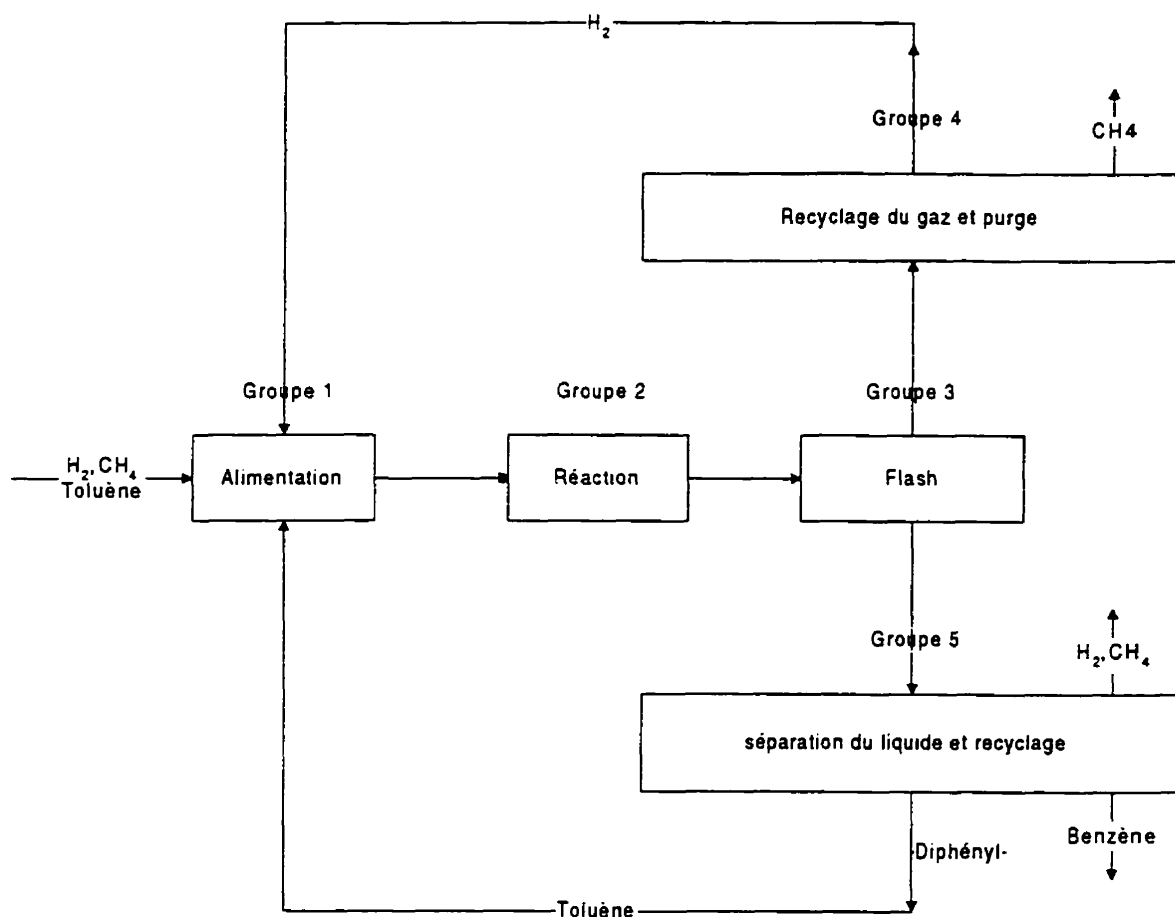 H₂
Groupe 4
CH4
Recyclage du gaz et purge
Groupe 1
Groupe 2
Groupe 3
H₂,CH₄
Toluène
Alimentation
Réaction
Flash
Groupe 5
H₂,CH₄
séparation du liquide et recyclage
-Diphényl-
Benzène
Toluène